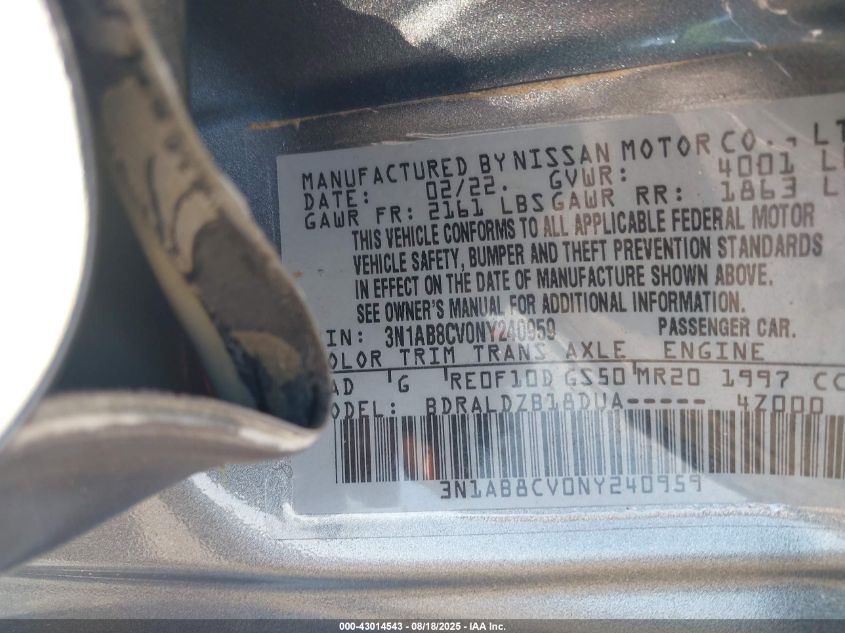 MANUFACTURED BY NISSAN MOTOR CO.,
DATE: 02/22. GVWR: 4001
GAWR FR: 2161 LBS GAWR RR: 1863
THIS VEHICLE CONFORMS TO ALL APPLICABLE FEDERAL MOTOR
VEHICLE SAFETY, BUMPER AND THEFT PREVENTION STANDARDS
IN EFFECT ON THE DATE OF MANUFACTURE SHOWN ABOVE.
SEE OWNER'S MANUAL FOR ADDITIONAL INFORMATION.
IN: 3N1AB8CV0NY240959 PASSENGER CAR.
OLOR TRIM TRANS AXLE ENGINE
AD G RE0F10D GS50 MR20 1997 CC
ODEL: BDRALDZB18DUA----- 4Z000
3N1AB8CV0NY240959
000-43014543 - 08/18/2025 - IAA Inc.